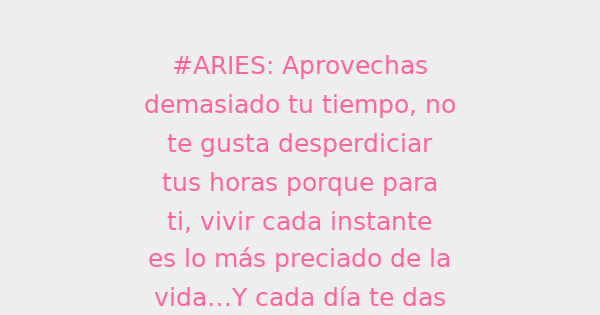 #ARIES: Aprovechas
demasiado tu tiempo, no
te gusta desperdiciar
tus horas porque para
ti, vivir cada instante
es lo más preciado de la
vida...Y cada día te das